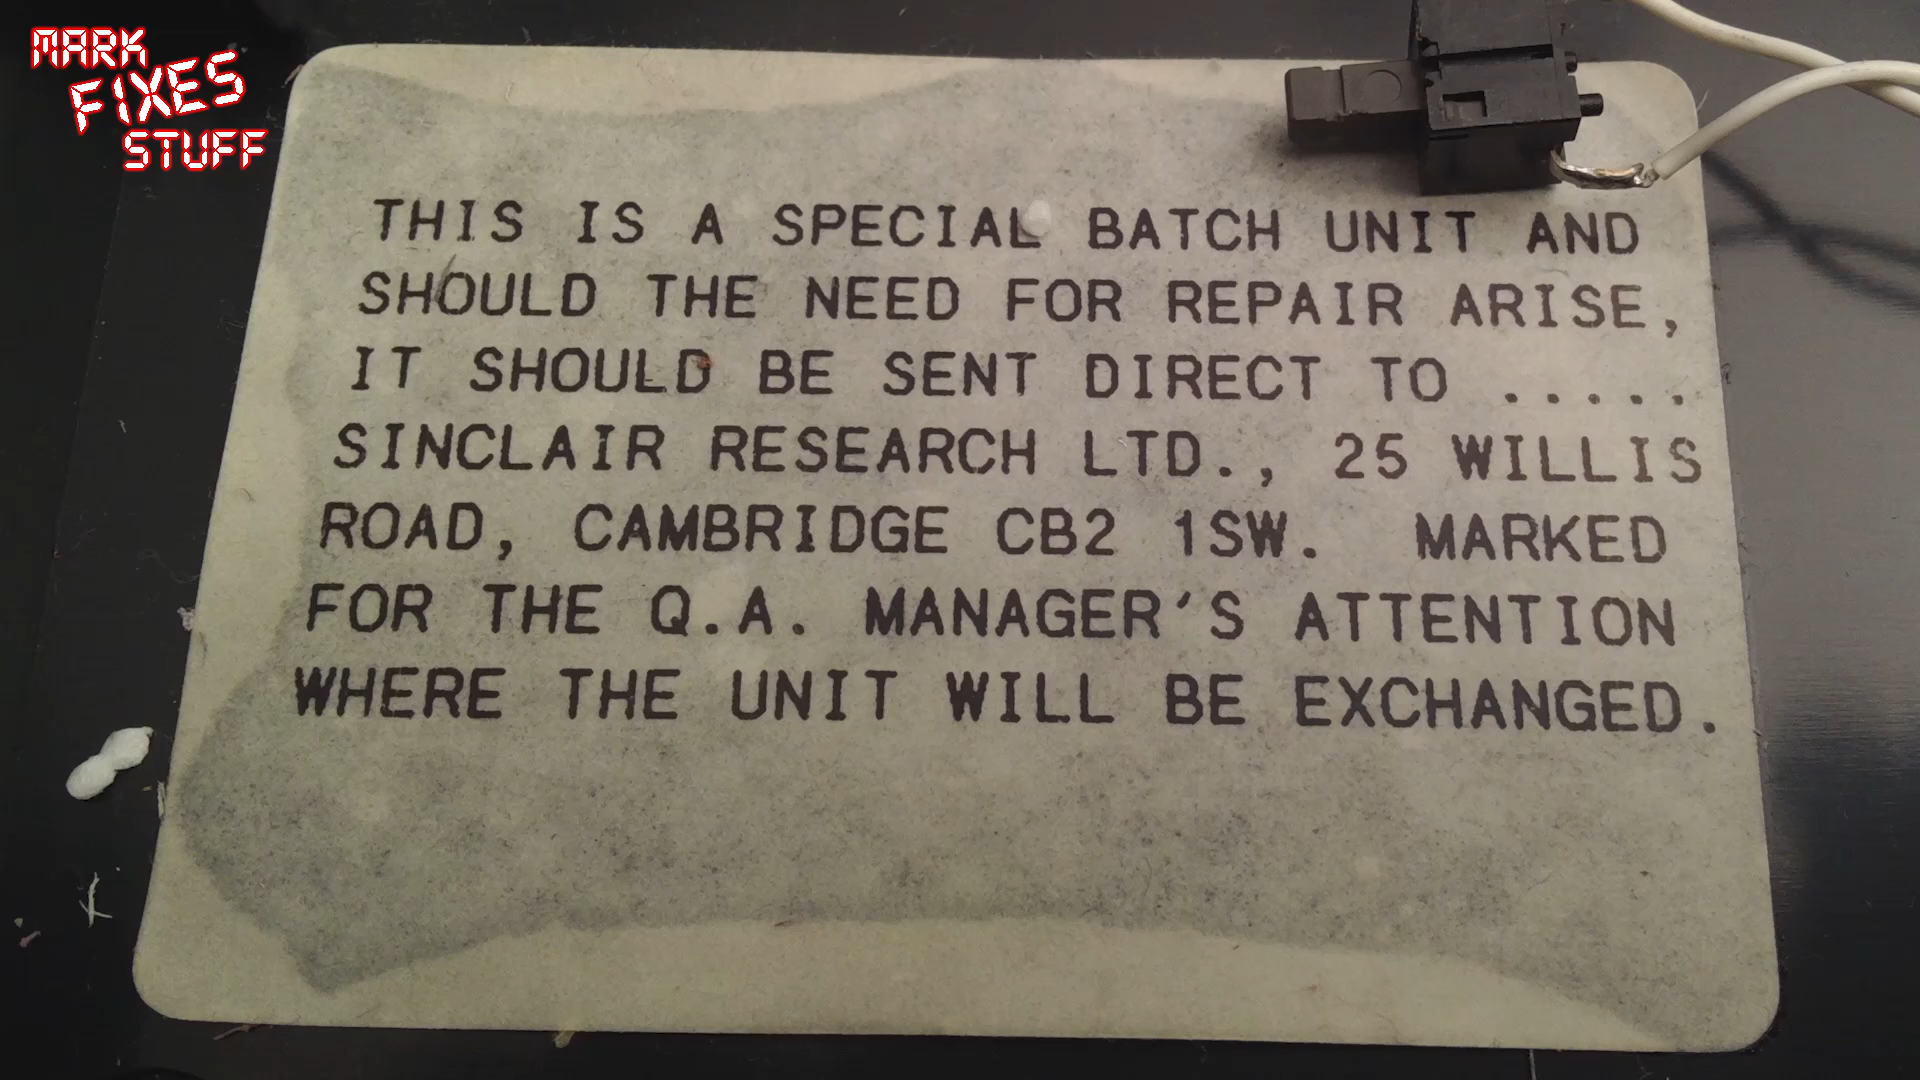 MARK
FIXES
STUFF
THIS IS A SPECIAL BATCH UNIT AND
SHOULD THE NEED FOR REPAIR ARISE,
IT SHOULD BE SENT DIRECT TO .....
SINCLAIR RESEARCH LTD., 25 WILLIS
ROAD, CAMBRIDGE CB2 1SW. MARKED
FOR THE Q.A. MANAGER'S ATTENTION
WHERE THE UNIT WILL BE EXCHANGED.